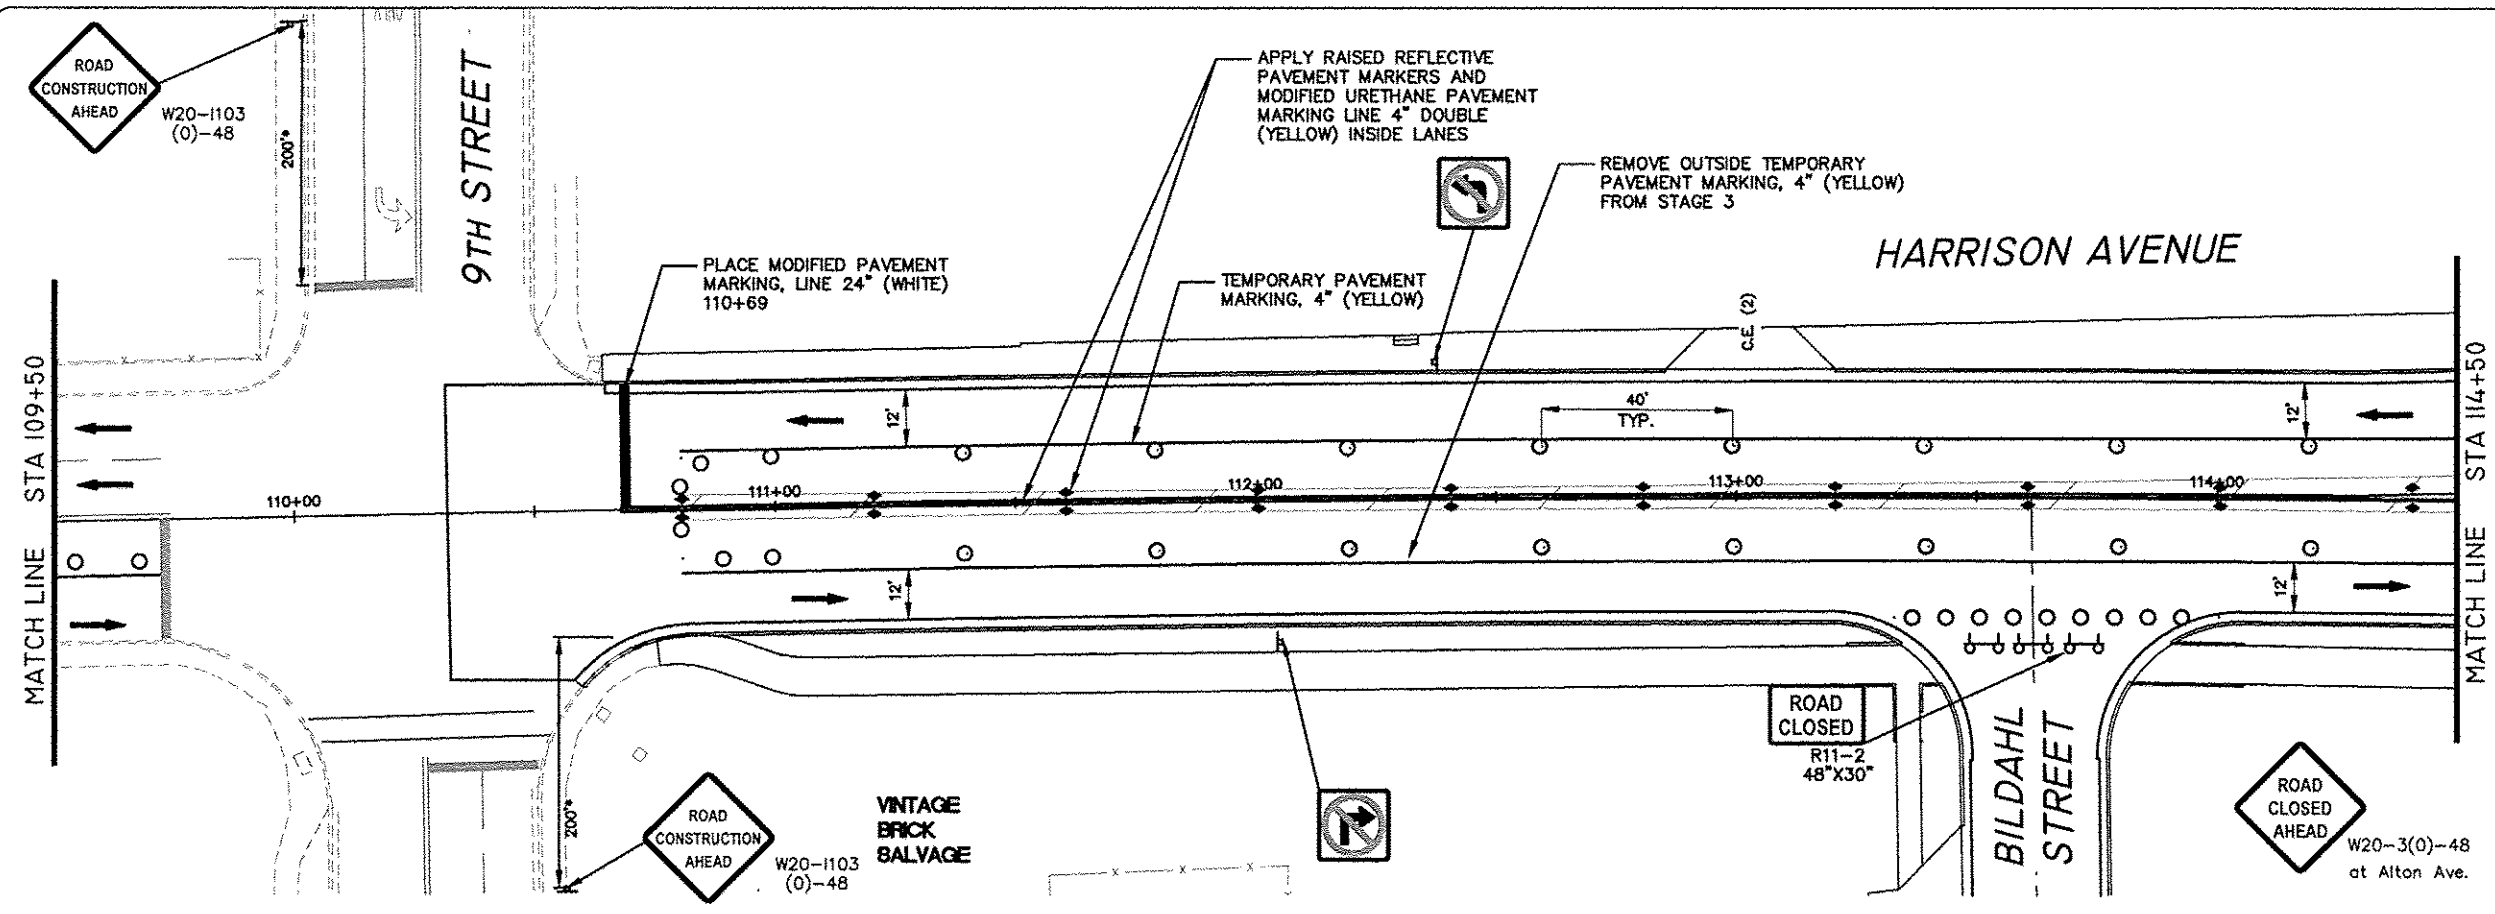 ROAD
CONSTRUCTION
AHEAD
W20-I103
(0)-48
200'*
9TH STREET
APPLY RAISED REFLECTIVE
PAVEMENT MARKERS AND
MODIFIED URETHANE PAVEMENT
MARKING LINE 4" DOUBLE
(YELLOW) INSIDE LANES
REMOVE OUTSIDE TEMPORARY
PAVEMENT MARKING, 4" (YELLOW)
FROM STAGE 3
HARRISON AVENUE
PLACE MODIFIED PAVEMENT
MARKING, LINE 24" (WHITE)
110+69
TEMPORARY PAVEMENT
MARKING, 4" (YELLOW)
C.E. (2)
MATCH LINE STA 109+50
MATCH LINE STA 114+50
12'
40'
TYP.
12'
110+00
111+00
112+00
113+00
114+00
12'
12'
200'*
ROAD
CONSTRUCTION
AHEAD
W20-I103
(0)-48
VINTAGE
BRICK
SALVAGE
ROAD
CLOSED
R11-2
48"X30"
BILDAHL
STREET
ROAD
CLOSED
AHEAD
W20-3(0)-48
at Alton Ave.